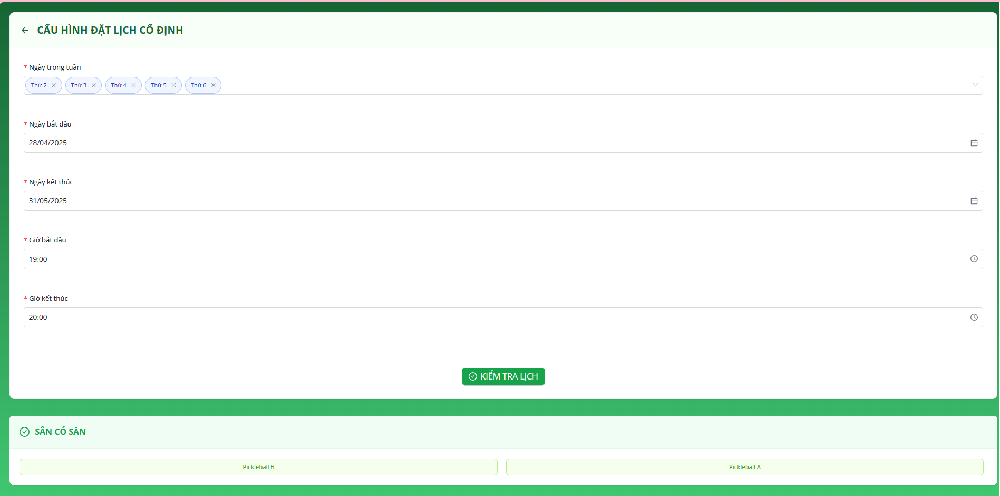 CẤU HÌNH ĐẶT LỊCH CỐ ĐỊNH
* Ngày trong tuần
Thứ 2 Thứ 3 Thứ 4 Thứ 5 Thứ 6
* Ngày bắt đầu
28/04/2025
* Ngày kết thúc
31/05/2025
* Giờ bắt đầu
19:00
* Giờ kết thúc
20:00
KIỂM TRA LỊCH
SÂN CÓ SẴN
Pickleball B Pickleball A